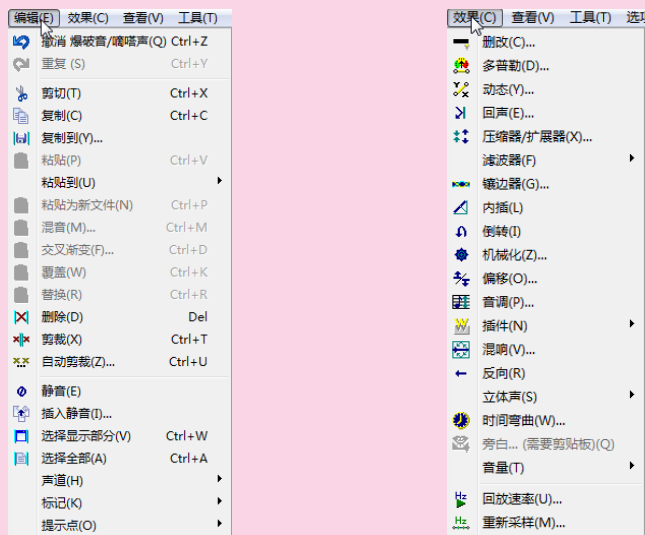 编辑(E) 效果(C) 查看(V) 工具(T)
撤消 爆破音/嘀嗒声(Q) Ctrl+Z
重复 (S) Ctrl+Y
剪切(T) Ctrl+X
复制(C) Ctrl+C
复制到(Y)...
粘贴(P) Ctrl+V
粘贴到(U)
粘贴为新文件(N) Ctrl+P
混音(M)... Ctrl+M
交叉渐变(F)... Ctrl+D
覆盖(W) Ctrl+K
替换(R) Ctrl+R
删除(D) Del
剪裁(X) Ctrl+T
自动剪裁(Z)... Ctrl+U
静音(E)
插入静音(I)...
选择显示部分(V) Ctrl+W
选择全部(A) Ctrl+A
声道(H)
标记(K)
提示点(O)
效果(C) 查看(V) 工具(T)
删改(C)...
多普勒(D)...
动态(Y)...
回声(E)...
压缩器/扩展器(X)...
滤波器(F)
镶边器(G)...
内插(L)
倒转(I)
机械化(Z)...
偏移(O)...
音调(P)...
插件(N)
混响(V)...
反向(R)
立体声(S)
时间弯曲(W)...
旁白... (需要剪贴板)(Q)
音量(T)
Hz 回放速率(U)...
Hz 重新采样(M)...